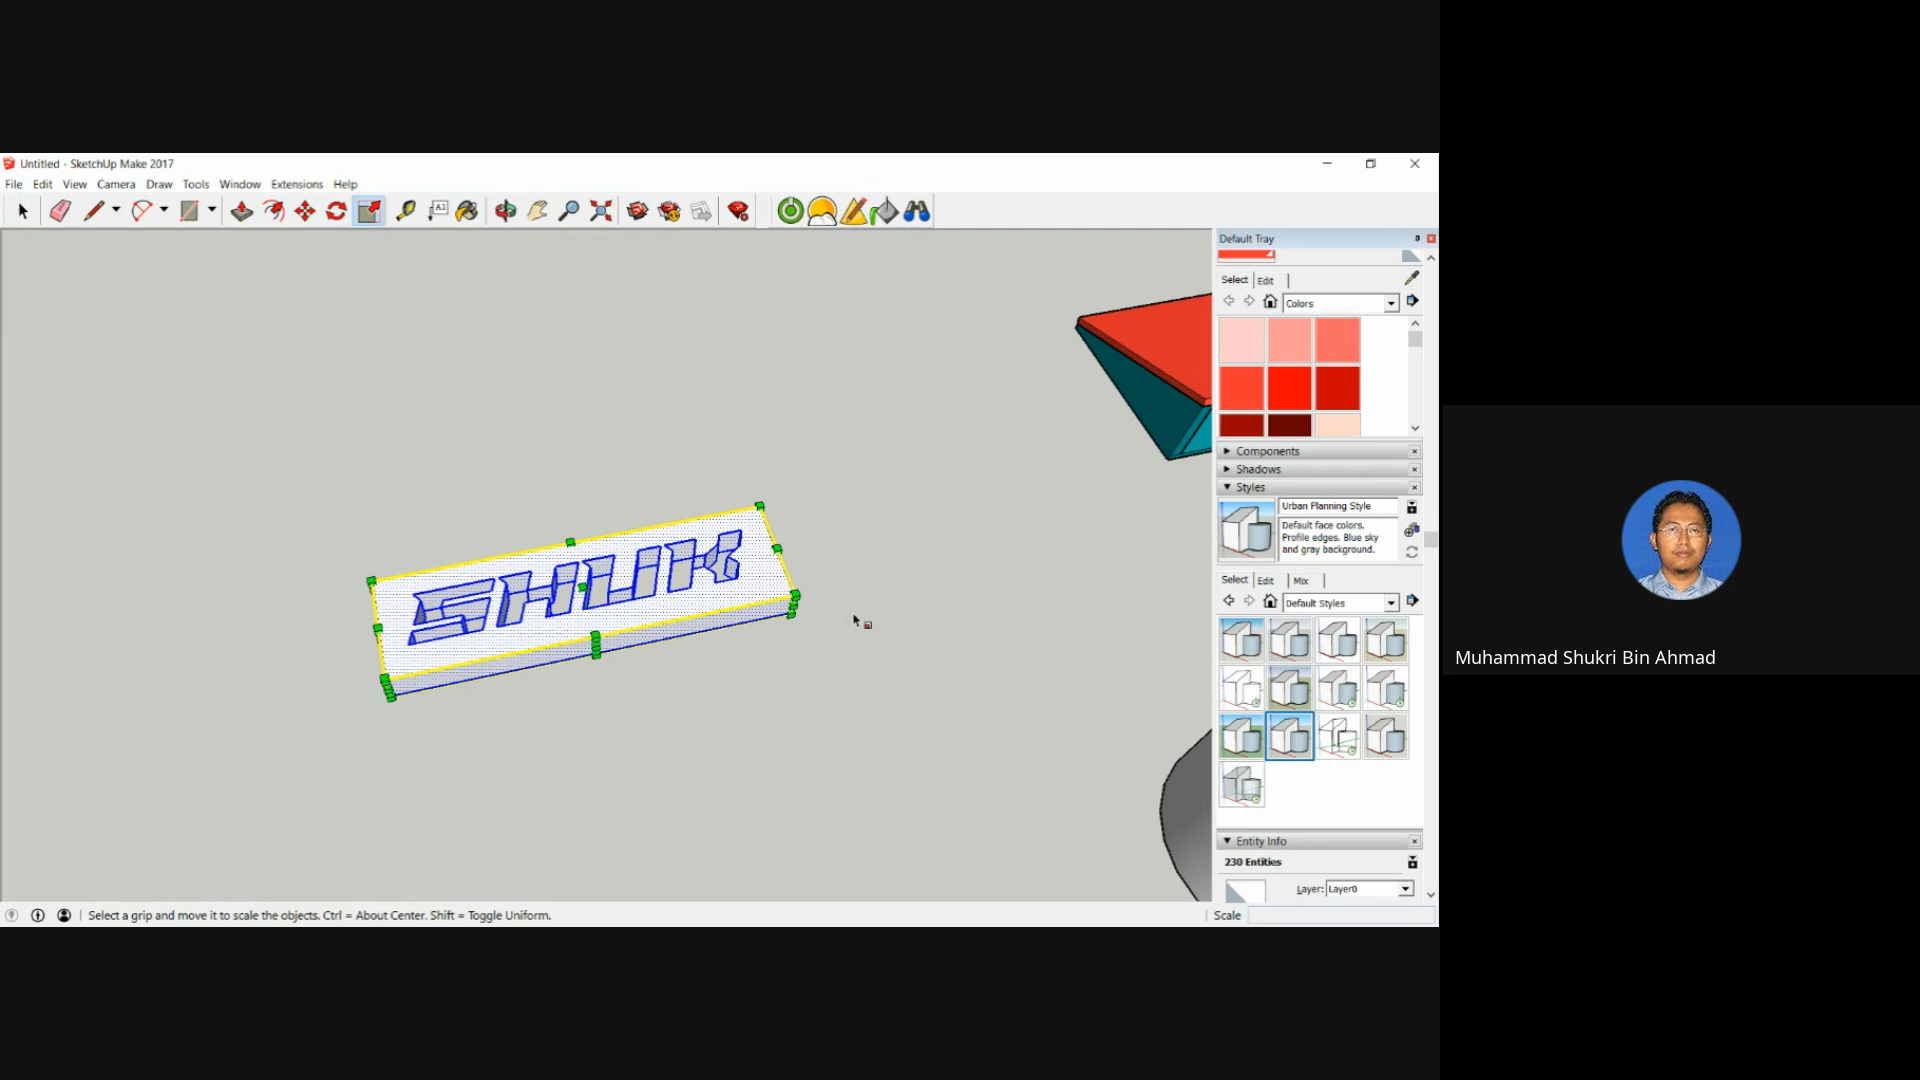 Untitled - SketchUp Make 2017
File Edit View Camera Draw Tools Window Extensions Help
A1
Default Tray
Select Edit
Colors
Components
Shadows
Styles
Urban Planning Style
Default face colors.
Profile edges. Blue sky
and gray background.
Select Edit Mix
Default Styles
SHUK
Entity Info
230 Entities
Layer: Layer0
Select a grip and move it to scale the objects. Ctrl = About Center. Shift = Toggle Uniform.
Scale
Muhammad Shukri Bin Ahmad